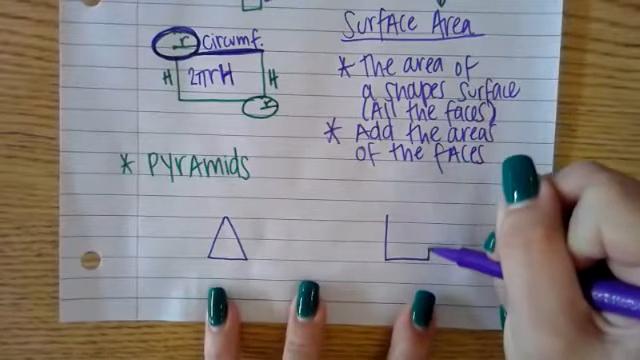 Surface Area
r circumf.
H 2πrH H
r
* The area of
a shapes surface
(All the faces)
* Add the areas
of the faces
* Pyramids